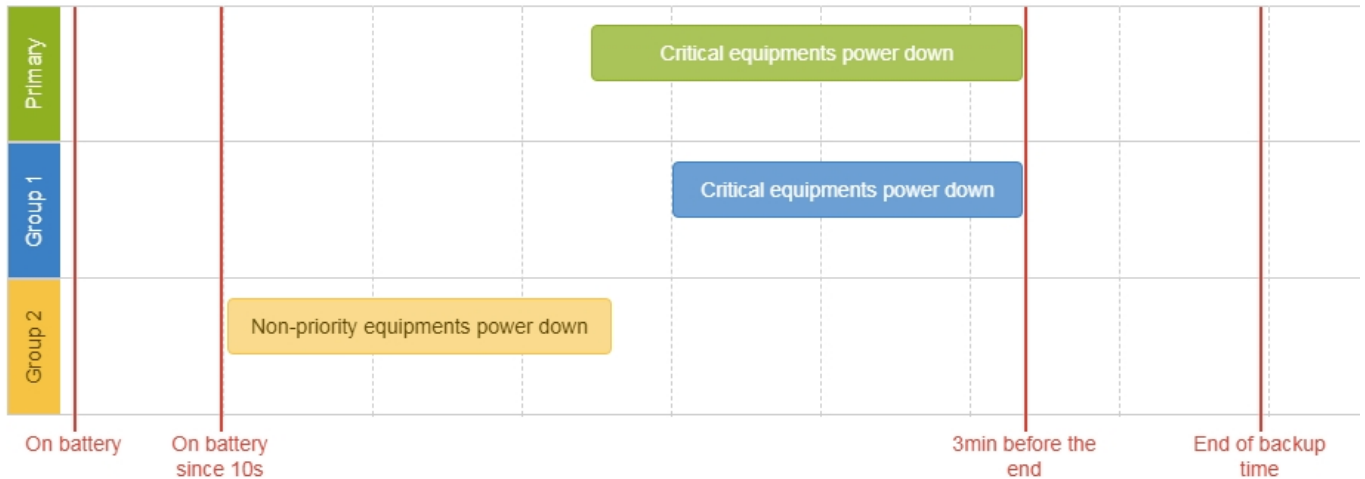 Primary
Critical equipments power down
Group 1
Critical equipments power down
Group 2
Non-priority equipments power down
On battery
On battery
since 10s
3min before the
end
End of backup
time